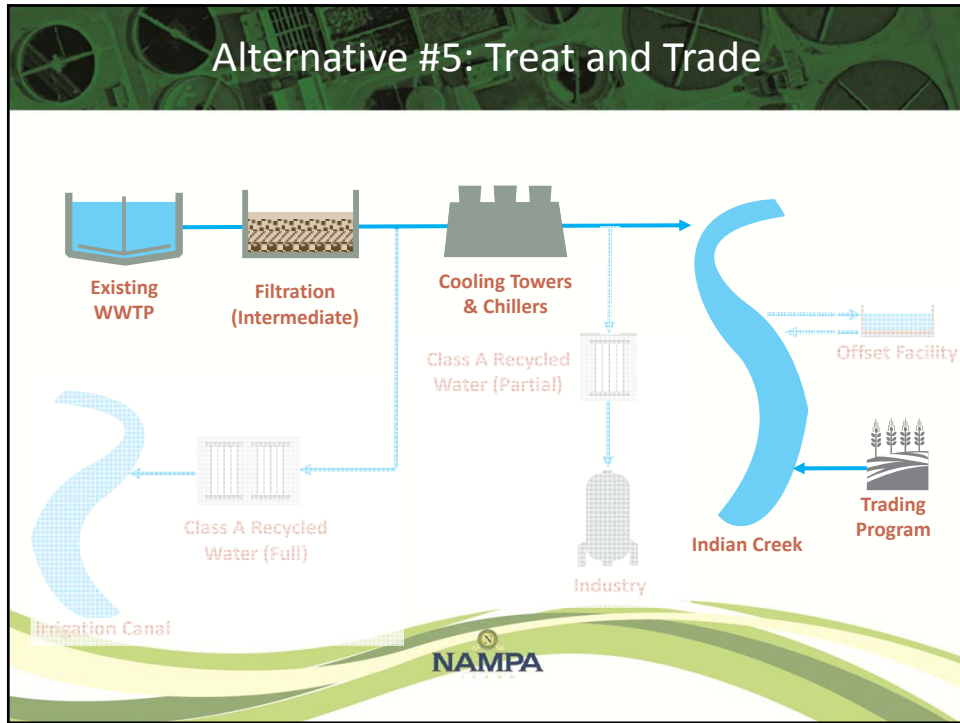 Alternative #5: Treat and Trade
Existing
WWTP
Filtration
(Intermediate)
Cooling Towers
& Chillers
Class A Recycled
Water (Partial)
Offset Facility
Trading
Program
Indian Creek
Class A Recycled
Water (Full)
Industry
Irrigation Canal
N
NAMPA
IDAHO